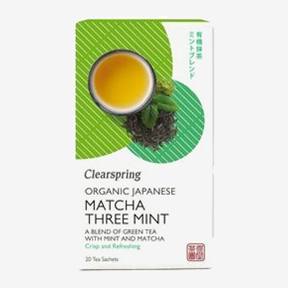 有機抹茶
ミントブレンド
Clearspring
ORGANIC JAPANESE
MATCHA
THREE MINT
A BLEND OF GREEN TEA
WITH MINT AND MATCHA
Crisp and Refreshing
20 Tea Sachets